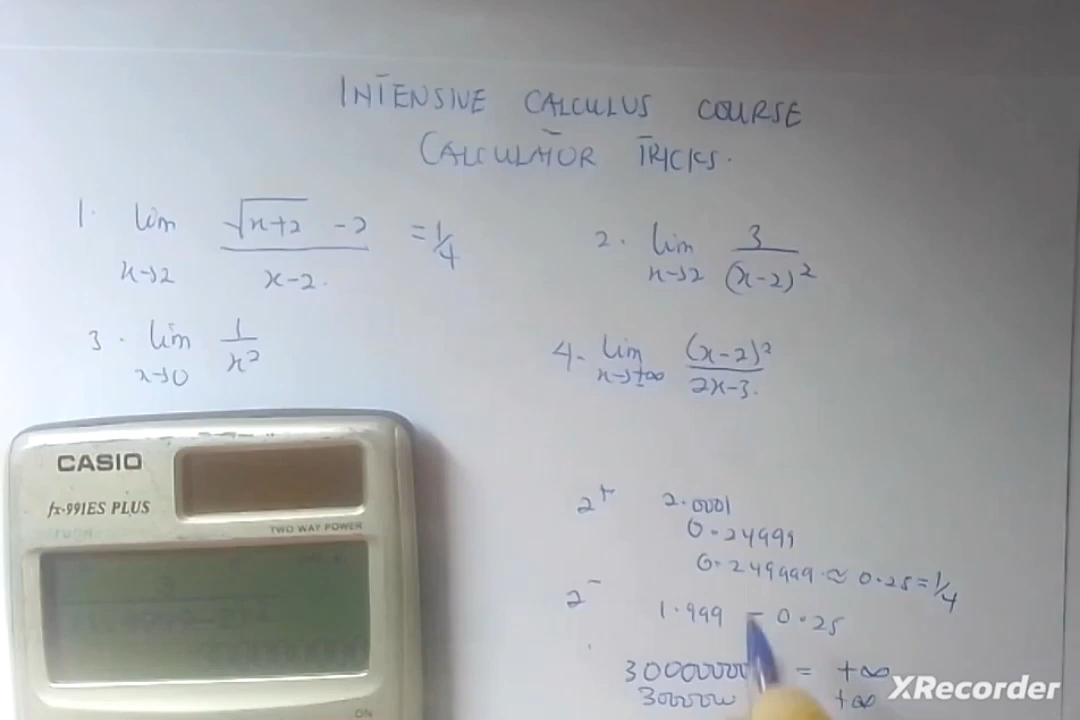 INTENSIVE CALCULUS COURSE
CALCULATOR TRICKS.
1. lim x→2 (√(x+2) - 2)/(x-2) = 1/4
2. lim x→2 3/(x-2)²
3. lim x→0 1/x²
4. lim x→±∞ (x-2)²/(2x-3).
CASIO
fx-991ES PLUS
TWO WAY POWER
2⁺ 2.0001
0.24999
0.249999 ≈ 0.25 = 1/4
2⁻ 1.999 = 0.25
= +∞
+∞
ON
XRecorder